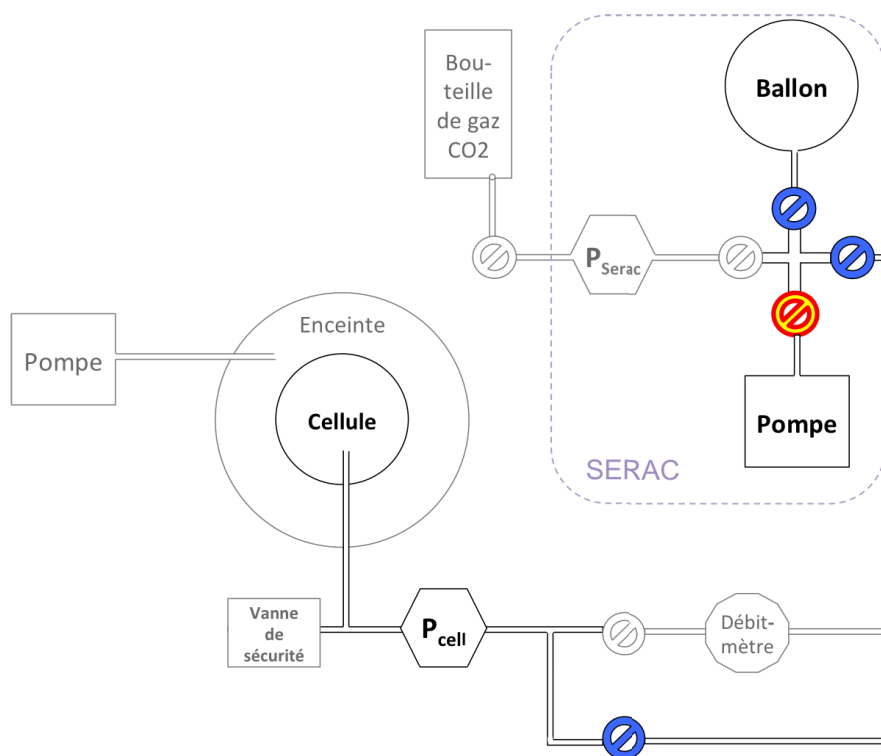 Bou-
teille
de gaz
CO2
Ballon
P Serac
Enceinte
Pompe
Cellule
Pompe
SERAC
Vanne
de
sécurité
P cell
Débit-
mètre